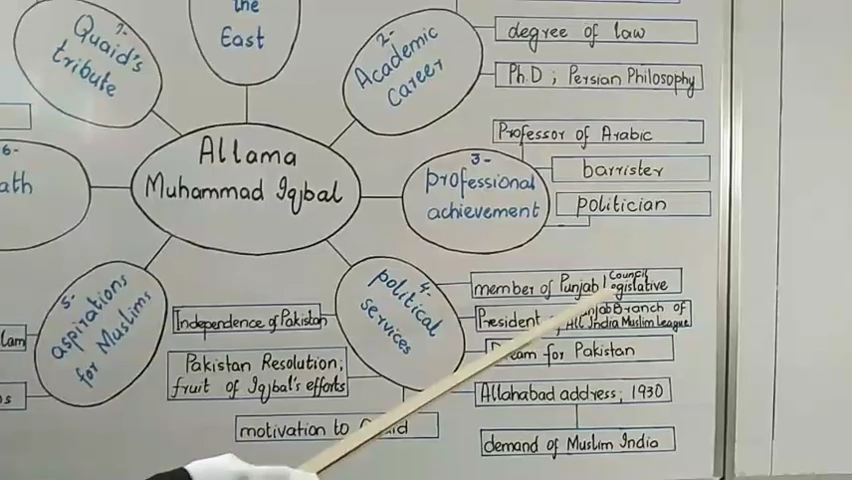 the
East
7-
Quaid's
tribute
2-
Academic
career
degree of law
Ph.D ; Persian Philosophy
Allama
Muhammad Iqbal
3-
professional
achievement
Professor of Arabic
barrister
politician
6-
ath
5-
aspirations
for Muslims
lam
os
4-
political
services
Council
member of Punjab Legislative
President Punjab Branch of
All India Muslim League
Dream for Pakistan
Allahabad address, 1930
demand of Muslim India
Independence of Pakistan
Pakistan Resolution;
fruit of Iqbal's efforts
motivation to Quaid